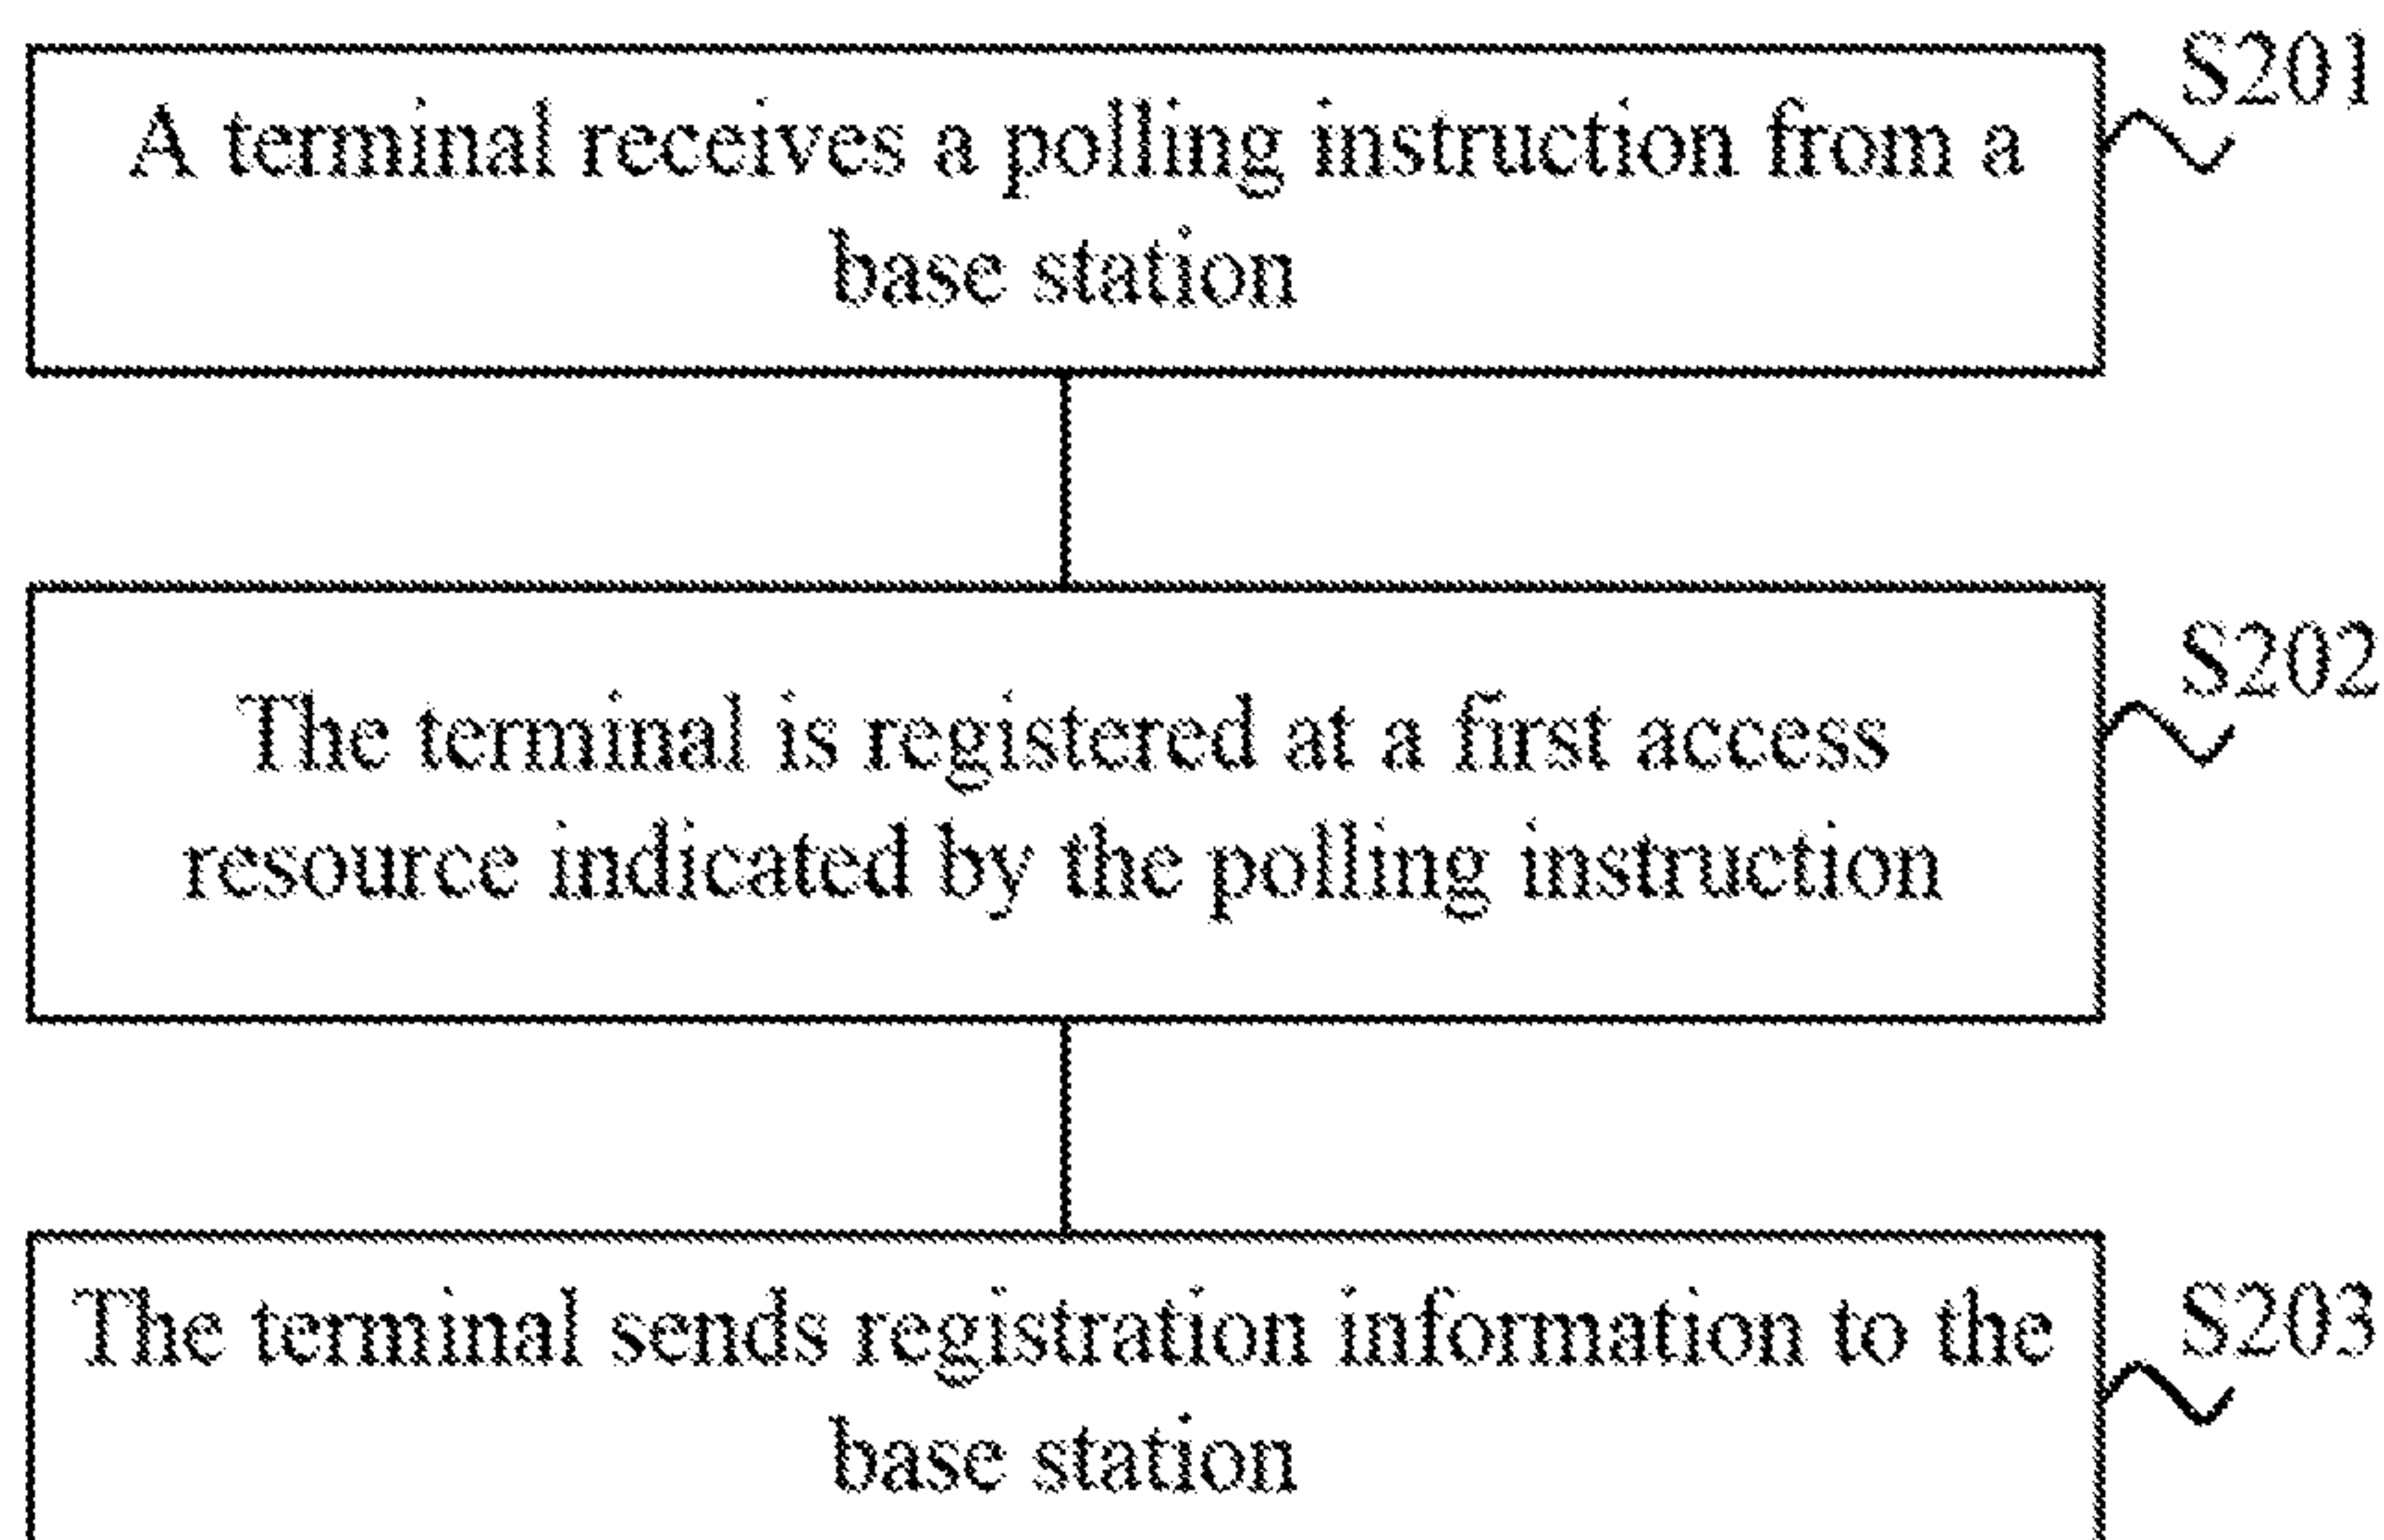 S201
A terminal receives a polling instruction from a
base station
S202
The terminal is registered at a first access
resource indicated by the polling instruction
S203
The terminal sends registration information to the
base station